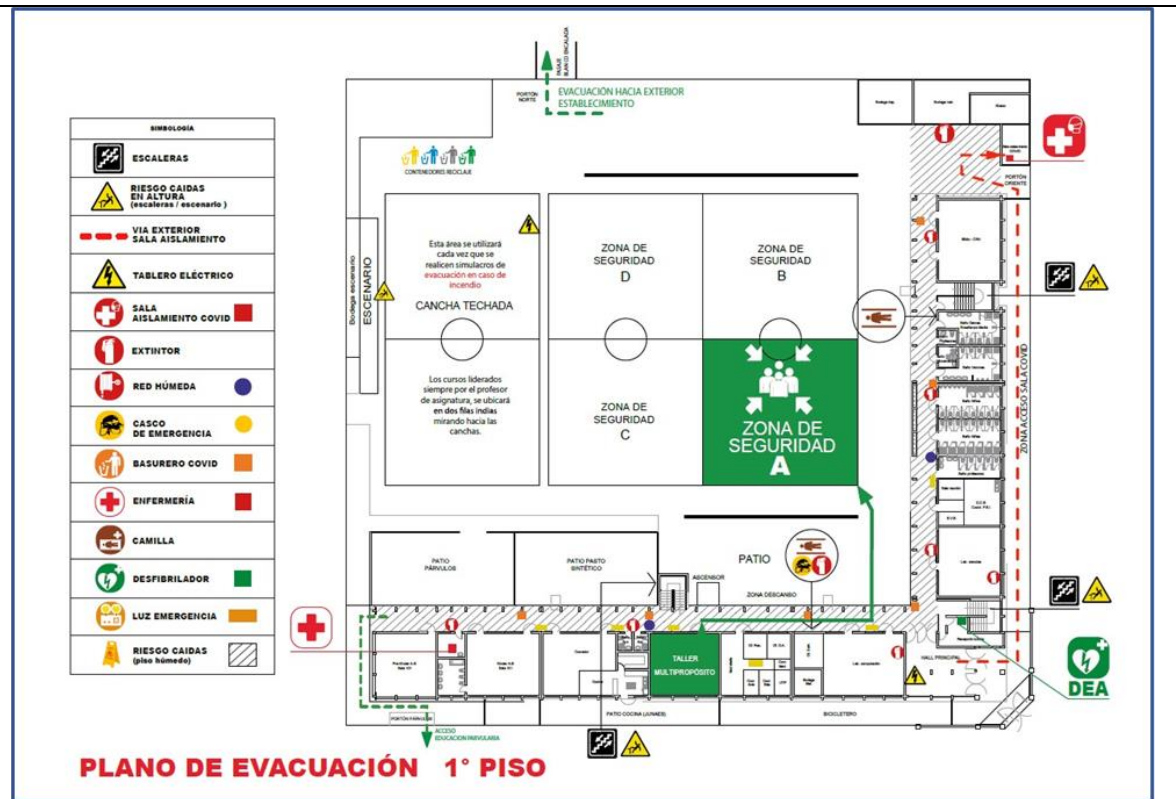 PASAJE
BLANCO ENCALADA
PORTÓN
NORTE
EVACUACIÓN HACIA EXTERIOR
ESTABLECIMIENTO
CONTENEDORES RECICLAJE
SIMBOLOGÍA
ESCALERAS
RIESGO CAIDAS
EN ALTURA
(escaleras / escenario )
VIA EXTERIOR
SALA AISLAMIENTO
TABLERO ELÉCTRICO
SALA
AISLAMIENTO COVID
EXTINTOR
RED HÚMEDA
CASCO
DE EMERGENCIA
BASURERO COVID
ENFERMERÍA
CAMILLA
DESFIBRILADOR
LUZ EMERGENCIA
RIESGO CAIDAS
(piso húmedo)
Bodega escenario
ESCENARIO
Esta área se utilizará
cada vez que se
realicen simulacros de
evacuación en caso de
incendio
CANCHA TECHADA
Los cursos liderados
siempre por el profesor
de asignatura, se ubicará
en dos filas indias
mirando hacia las
canchas.
ZONA DE
SEGURIDAD
D
ZONA DE
SEGURIDAD
B
ZONA DE
SEGURIDAD
C
ZONA DE
SEGURIDAD
A
PORTÓN
ORIENTE
ZONA ACCESO SALA COVID
PATIO
PÁRVULOS
PATIO PASTO
SINTÉTICO
ASCENSOR
PATIO
ZONA DESCANSO
TALLER
MULTIPROPÓSITO
HALL PRINCIPAL
DEA
PORTÓN PÁRVULOS
ACCESO
EDUCACION PARVULARIA
PATIO COCINA (JUNAEB)
BICICLETERO
PLANO DE EVACUACIÓN 1° PISO